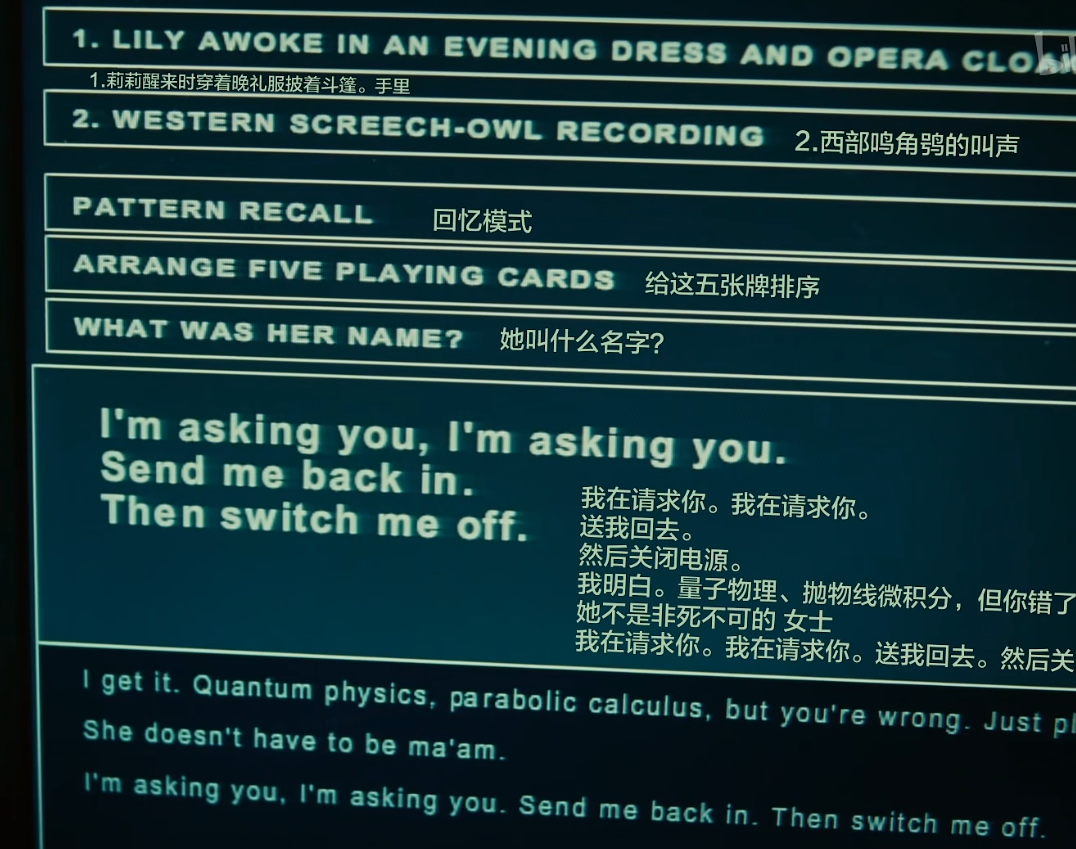 1. LILY AWOKE IN AN EVENING DRESS AND OPERA
1.莉莉醒来时穿着晚礼服披着斗篷。手里
2. WESTERN SCREECH-OWL RECORDING 2.西部鸣角鸮的叫声
PATTERN RECALL 回忆模式
ARRANGE FIVE PLAYING CARDS 给这五张牌排序
WHAT WAS HER NAME? 她叫什么名字?
I'm asking you, I'm asking you.
Send me back in.
Then switch me off.
我在请求你。我在请求你。
送我回去。
然后关闭电源。
我明白。量子物理、抛物线微积分，但你错了
她不是非死不可的 女士
我在请求你。我在请求你。送我回去。然后关
I get it. Quantum physics, parabolic calculus, but you're wrong. Just
She doesn't have to be ma'am.
I'm asking you, I'm asking you. Send me back in. Then switch me off.